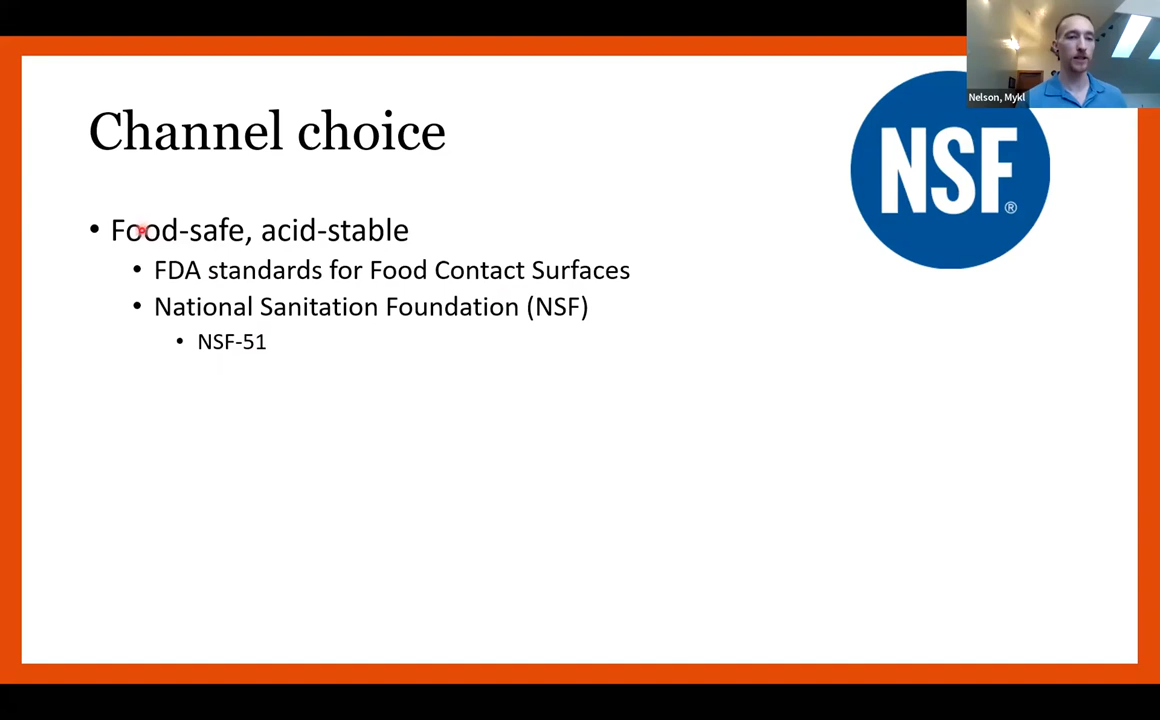 Nelson, Mykl
NSF®
Channel choice
• Food-safe, acid-stable
• FDA standards for Food Contact Surfaces
• National Sanitation Foundation (NSF)
• NSF-51